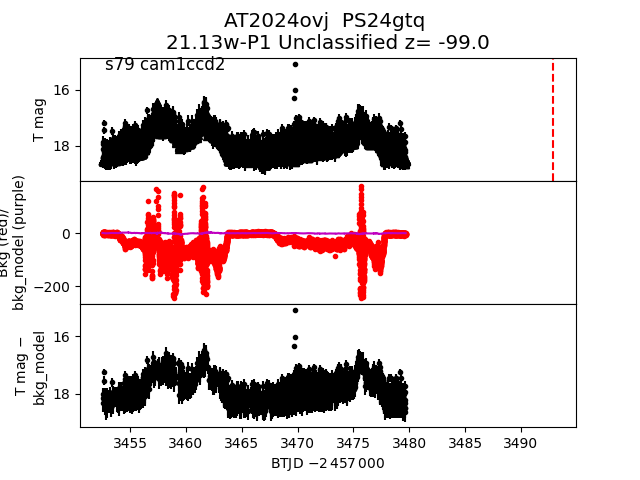 AT2024ovj  PS24gtq
21.13w-P1 Unclassified z= -99.0
s79 cam1ccd2
T mag
16
18
Bkg (red)/
bkg_model (purple)
0
−200
T mag −
bkg_model
16
18
3455 3460 3465 3470 3475 3480 3485 3490
BTJD −2 457 000